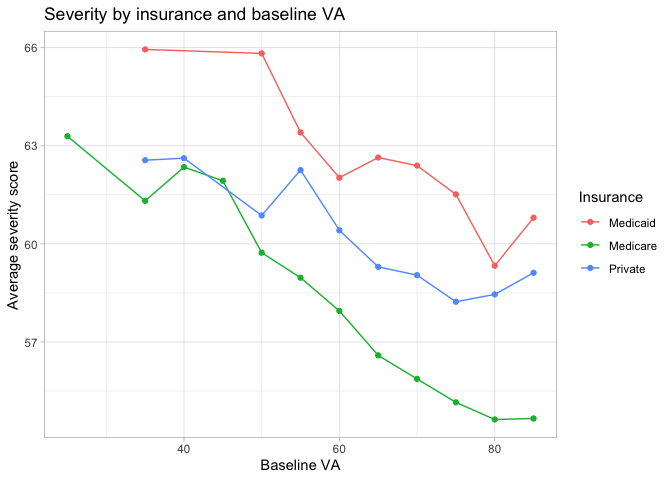 Severity by insurance and baseline VA
66
63
60
57
Average severity score
40 60 80
Baseline VA
Insurance
Medicaid
Medicare
Private